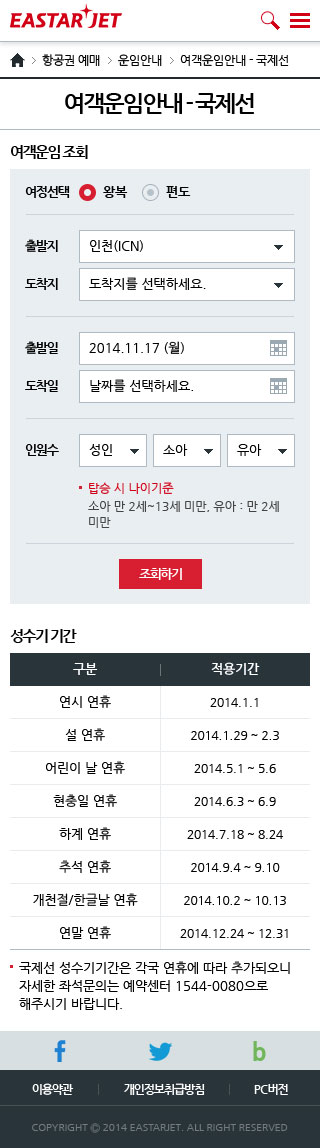 EASTAR JET
항공권 예매 여객운임안내 여객운임안내 - 국제선
여객운임안내 - 국제선
여객운임 조회
여정선택 왕복 편도
출발지 인천(ICN)
도착지 도착지를 선택하세요.
출발일 2014.11.17 (월)
도착일 날짜를 선택하세요.
인원수 성인 소아 유아
탑승 시 나이기준
소아 만 2세~13세 미만, 유아 : 만 2세
미만
조회하기
성수기 기간
구분 적용기간
연시 연휴 2014.1.1
설 연휴 2014.1.29 ~ 2.3
어린이 날 연휴 2014.5.1 ~ 5.6
현충일 연휴 2014.6.3 ~ 6.9
하계 연휴 2014.7.18 ~ 8.24
추석 연휴 2014.9.4 ~ 9.10
개천절/한글날 연휴 2014.10.2 ~ 10.13
연말 연휴 2014.12.24 ~ 12.31
국제선 성수기기간은 각국 연휴에 따라 추가되오니
자세한 좌석문의는 예약센터 1544-0080으로
해주시기 바랍니다.
이용약관 개인정보취급방침 PC버전
COPYRIGHT © 2014 EASTARJET. ALL RIGHT RESERVED